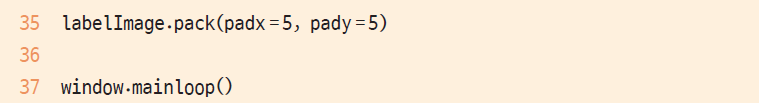 35 labelImage.pack(padx=5, pady=5)
36
37 window.mainloop()